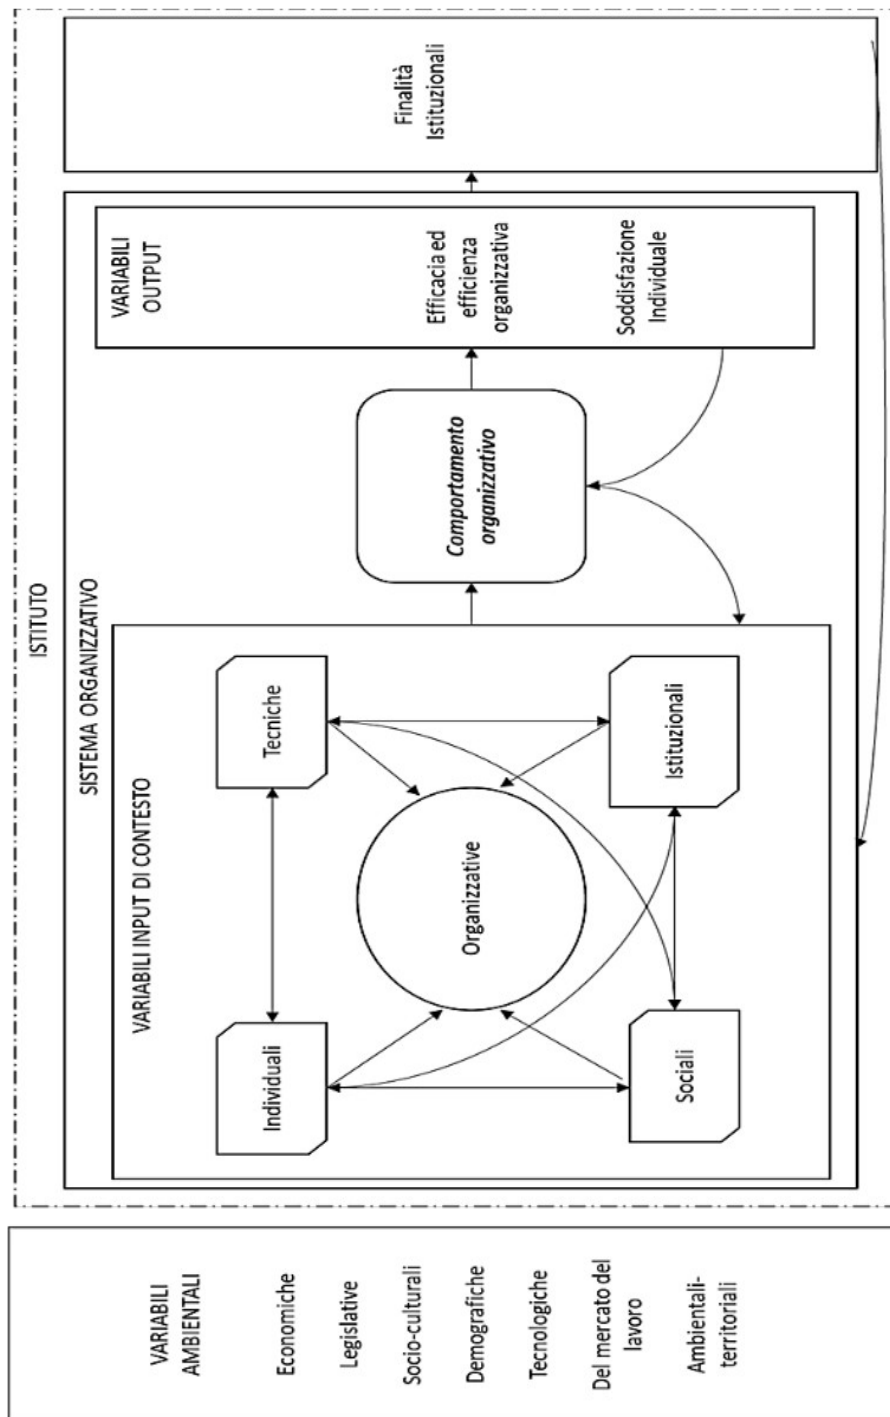 VARIABILI
AMBIENTALI
Economiche
Legislative
Socio-culturali
Demografiche
Tecnologiche
Del mercato del
lavoro
Ambientali-
territoriali
ISTITUTO
SISTEMA ORGANIZZATIVO
VARIABILI INPUT DI CONTESTO
Individuali
Tecniche
Organizzative
Sociali
Istituzionali
Comportamento
organizzativo
VARIABILI
OUTPUT
Efficacia ed
efficienza
organizzativa
Soddisfazione
Individuale
Finalità
Istituzionali